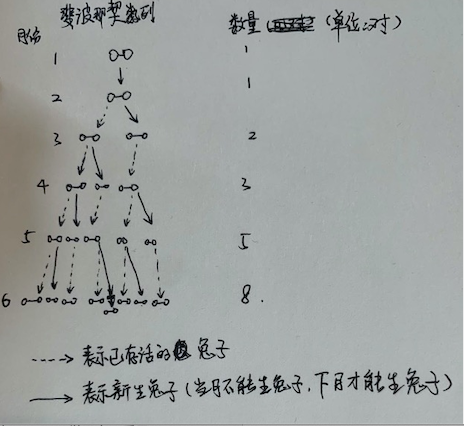 斐波那契数列
月份 数量 (单位:对)
1 1
2 1
3 2
4 3
5 5
6 8.
表示已存活的兔子
表示新生兔子(当月不能生兔子,下月才能生兔子)